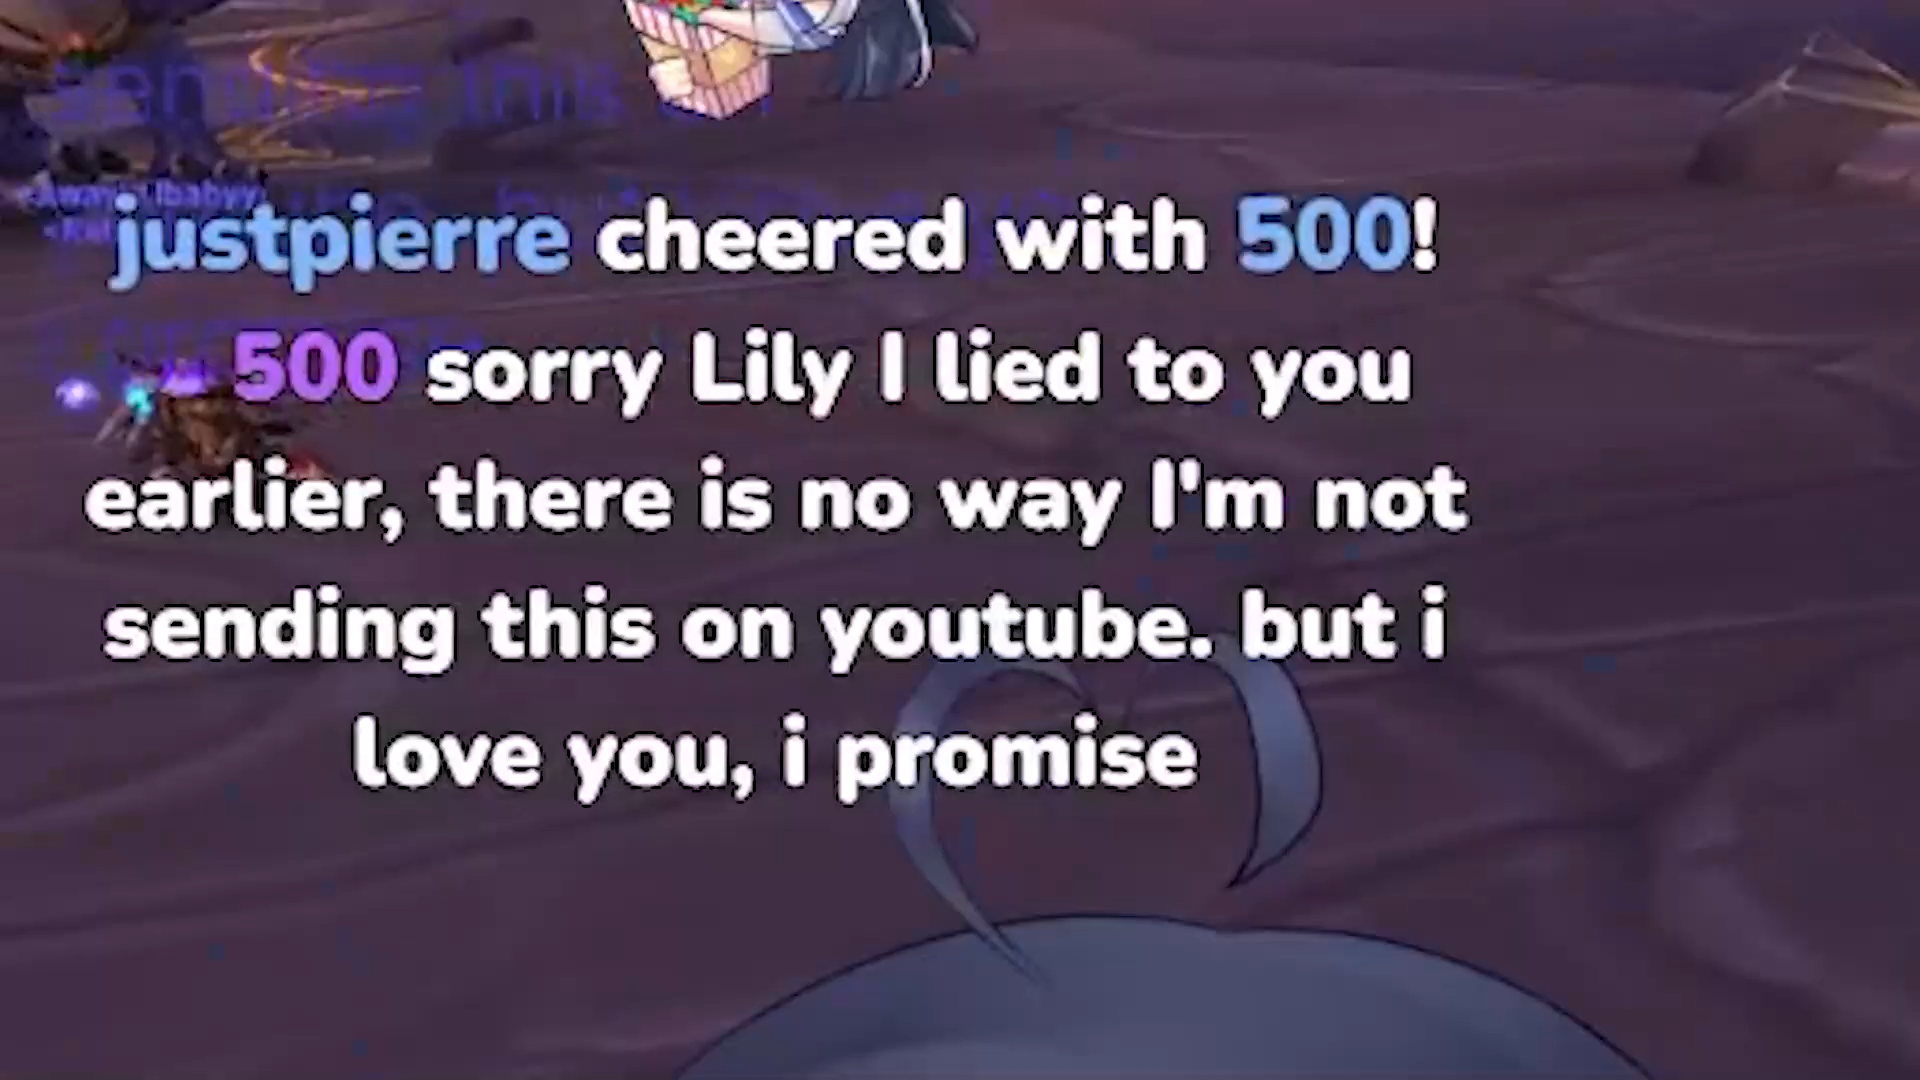 justpierre cheered with 500!
500 sorry Lily I lied to you
earlier, there is no way I'm not
sending this on youtube. but i
love you, i promise